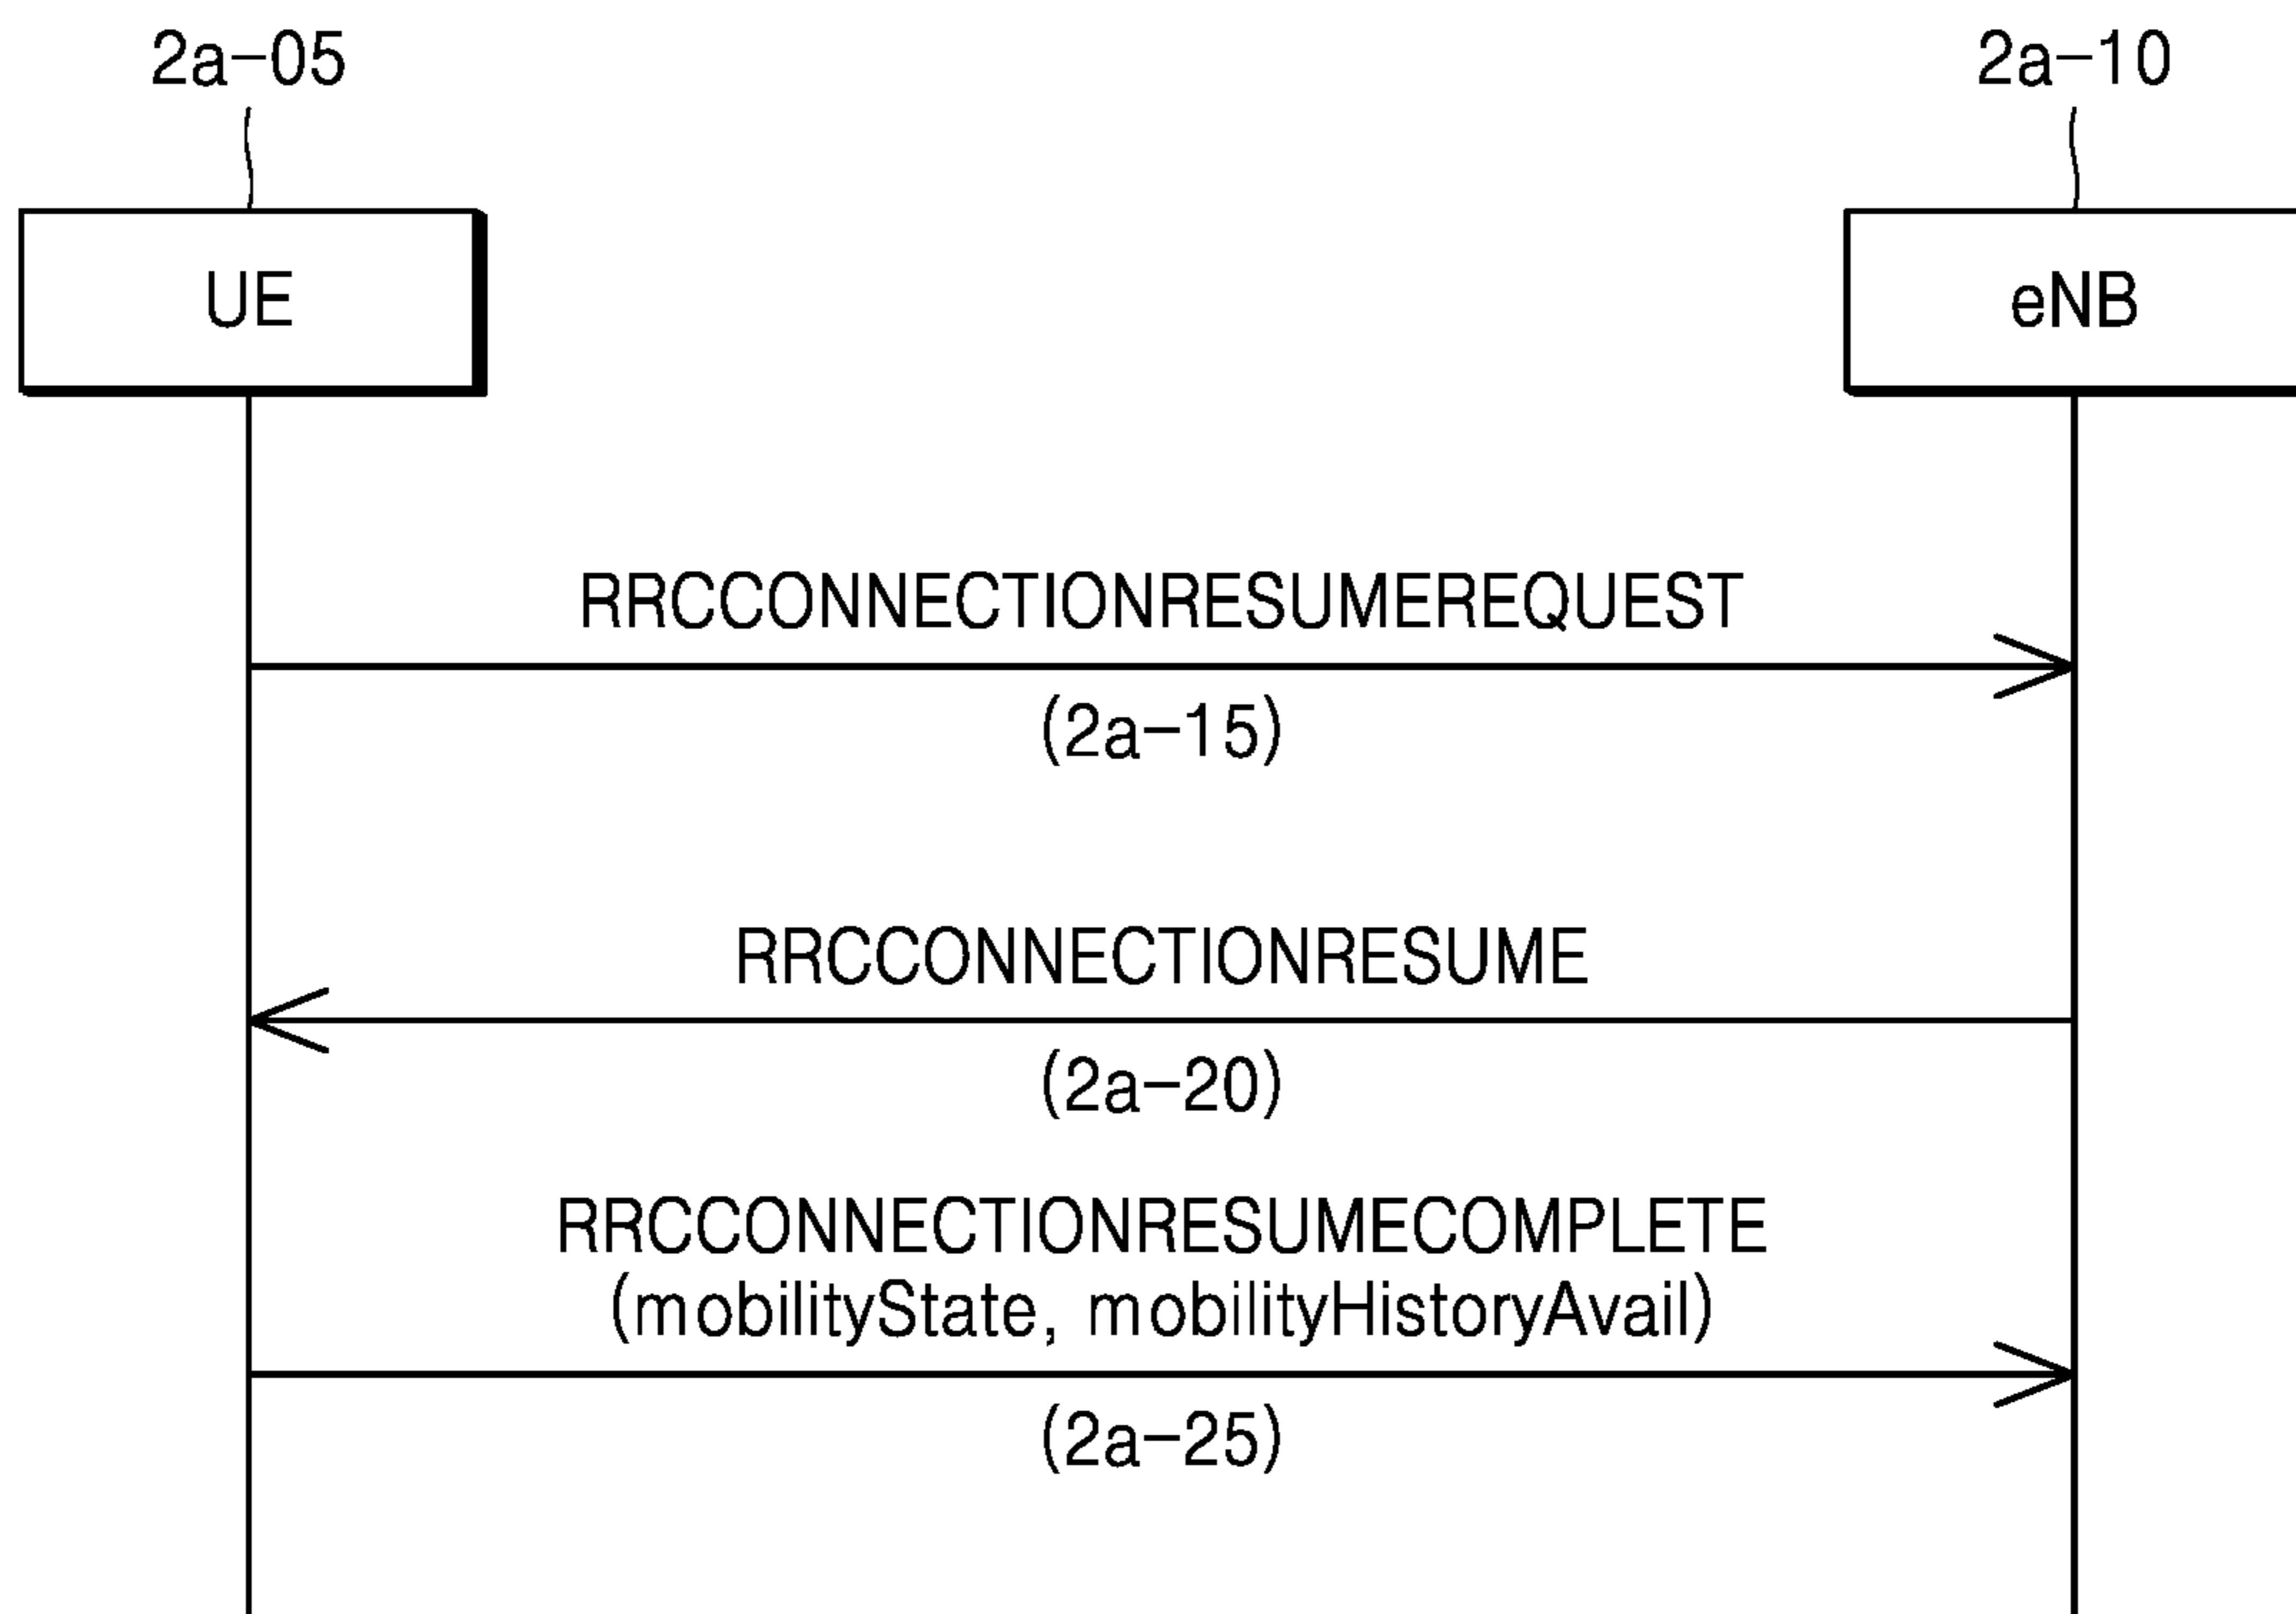 2a-05
2a-10
UE
eNB
RRCCONNECTIONRESUMEREQUEST
(2a-15)
RRCCONNECTIONRESUME
(2a-20)
RRCCONNECTIONRESUMECOMPLETE
(mobilityState, mobilityHistoryAvail)
(2a-25)